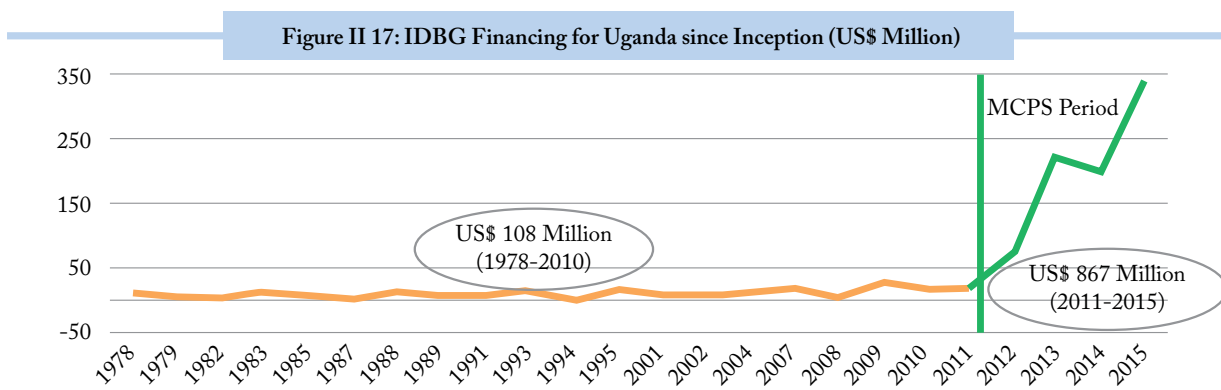 Figure II 17: IDBG Financing for Uganda since Inception (US$ Million)
350
250
150
50
-50
MCPS Period
US$ 108 Million
(1978-2010)
US$ 867 Million
(2011-2015)
1978 1979 1982 1983 1985 1987 1988 1989 1991 1993 1994 1995 2001 2002 2004 2007 2008 2009 2010 2011 2012 2013 2014 2015